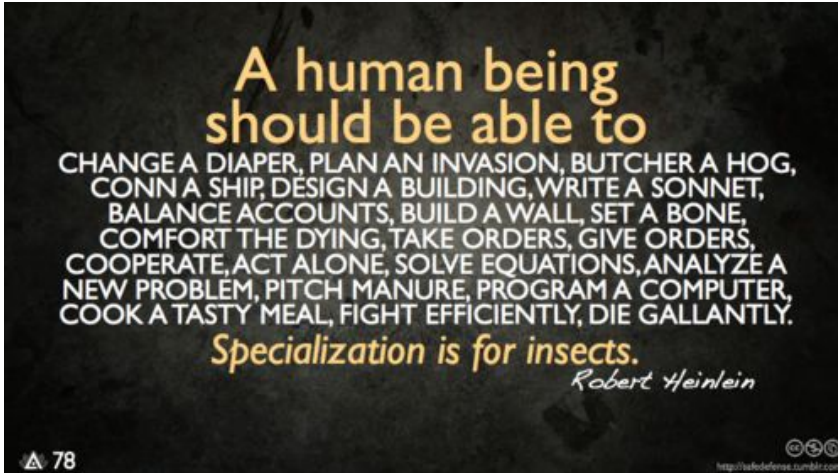 A human being
should be able to
CHANGE A DIAPER, PLAN AN INVASION, BUTCHER A HOG,
CONN A SHIP, DESIGN A BUILDING, WRITE A SONNET,
BALANCE ACCOUNTS, BUILD A WALL, SET A BONE,
COMFORT THE DYING, TAKE ORDERS, GIVE ORDERS,
COOPERATE, ACT ALONE, SOLVE EQUATIONS, ANALYZE A
NEW PROBLEM, PITCH MANURE, PROGRAM A COMPUTER,
COOK A TASTY MEAL, FIGHT EFFICIENTLY, DIE GALLANTLY.
Specialization is for insects.
Robert Heinlein
78
cc